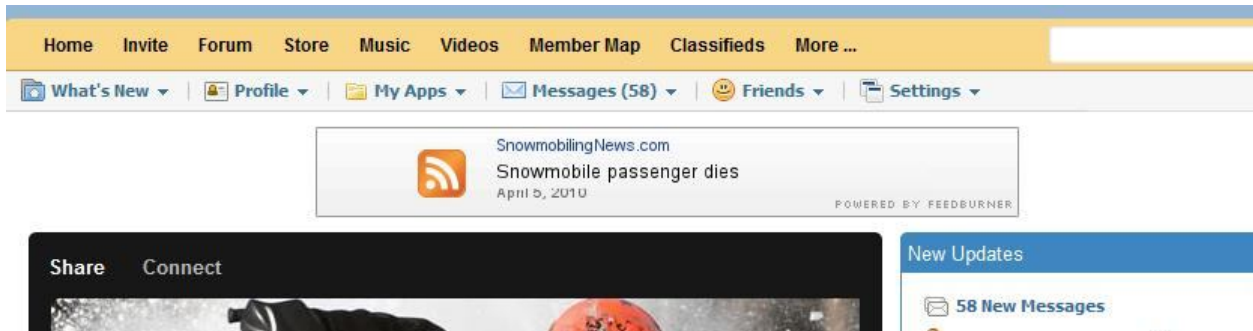 Home Invite Forum Store Music Videos Member Map Classifieds More ...
What's New Profile My Apps Messages (58) Friends Settings
SnowmobilingNews.com
Snowmobile passenger dies
April 5, 2010
POWERED BY FEEDBURNER
Share Connect
New Updates
58 New Messages